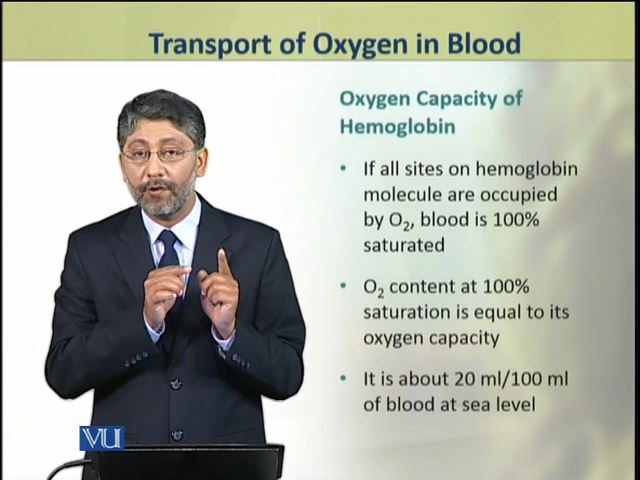 Transport of Oxygen in Blood
Oxygen Capacity of
Hemoglobin
• If all sites on hemoglobin
molecule are occupied
by O₂, blood is 100%
saturated
• O₂ content at 100%
saturation is equal to its
oxygen capacity
• It is about 20 ml/100 ml
of blood at sea level
VU